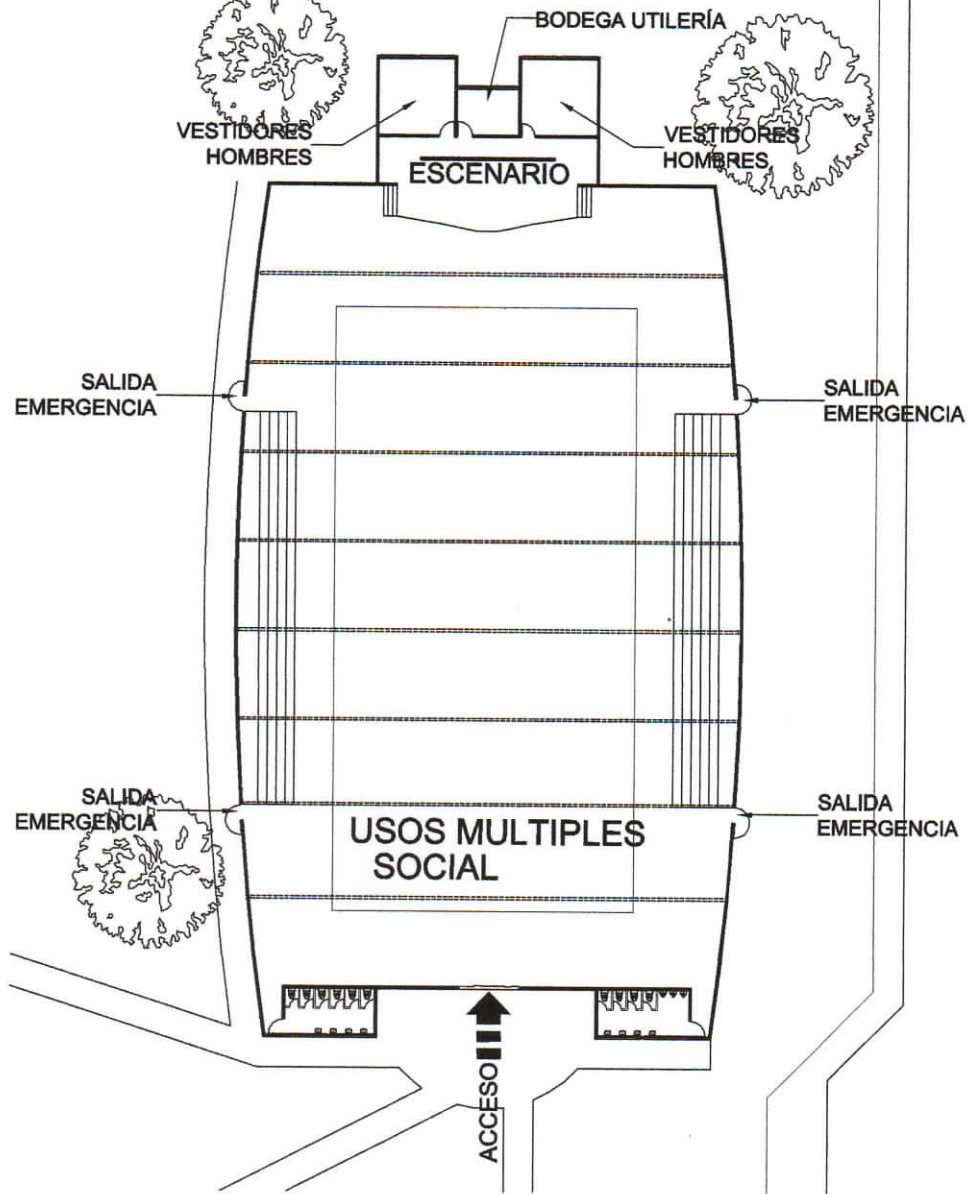 BODEGA UTILERÍA
VESTIDORES
HOMBRES
VESTIDORES
HOMBRES
ESCENARIO
SALIDA
EMERGENCIA
SALIDA
EMERGENCIA
SALIDA
EMERGENCIA
SALIDA
EMERGENCIA
USOS MULTIPLES
SOCIAL
ACCESO